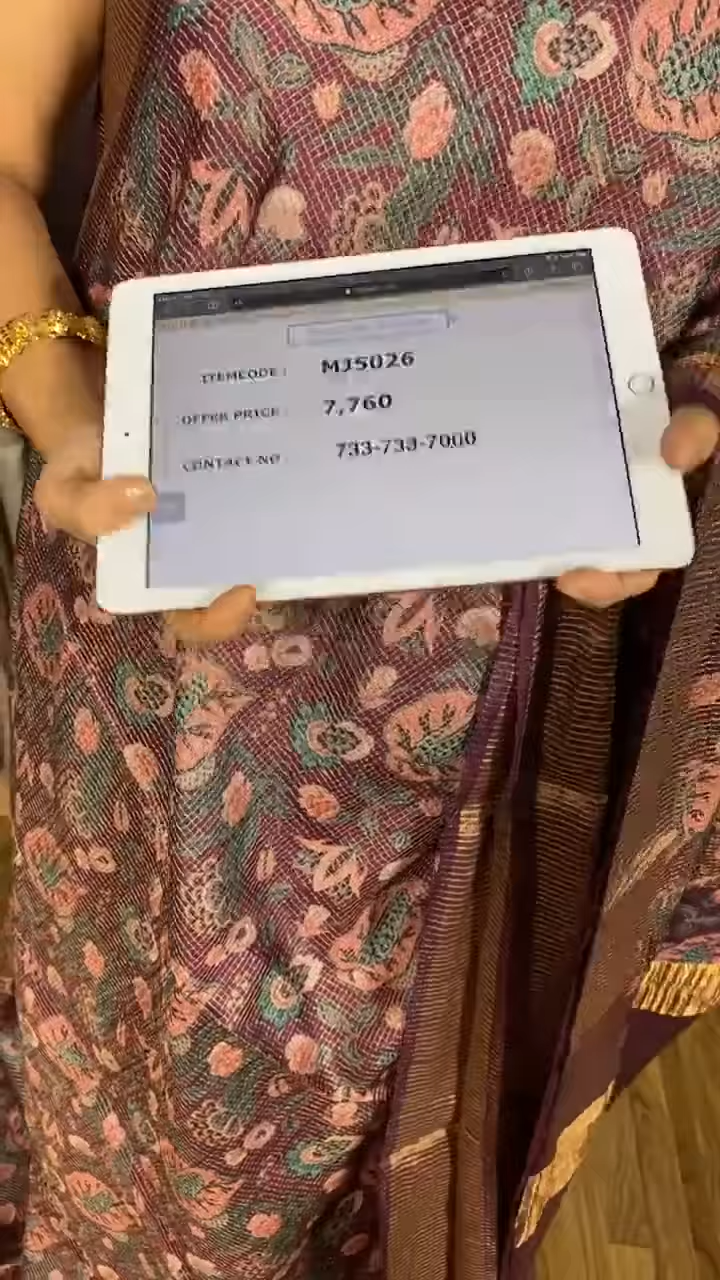 ITEMCODE : MJ5026
OFFER PRICE : 7,760
CONTACT NO : 733-733-7000